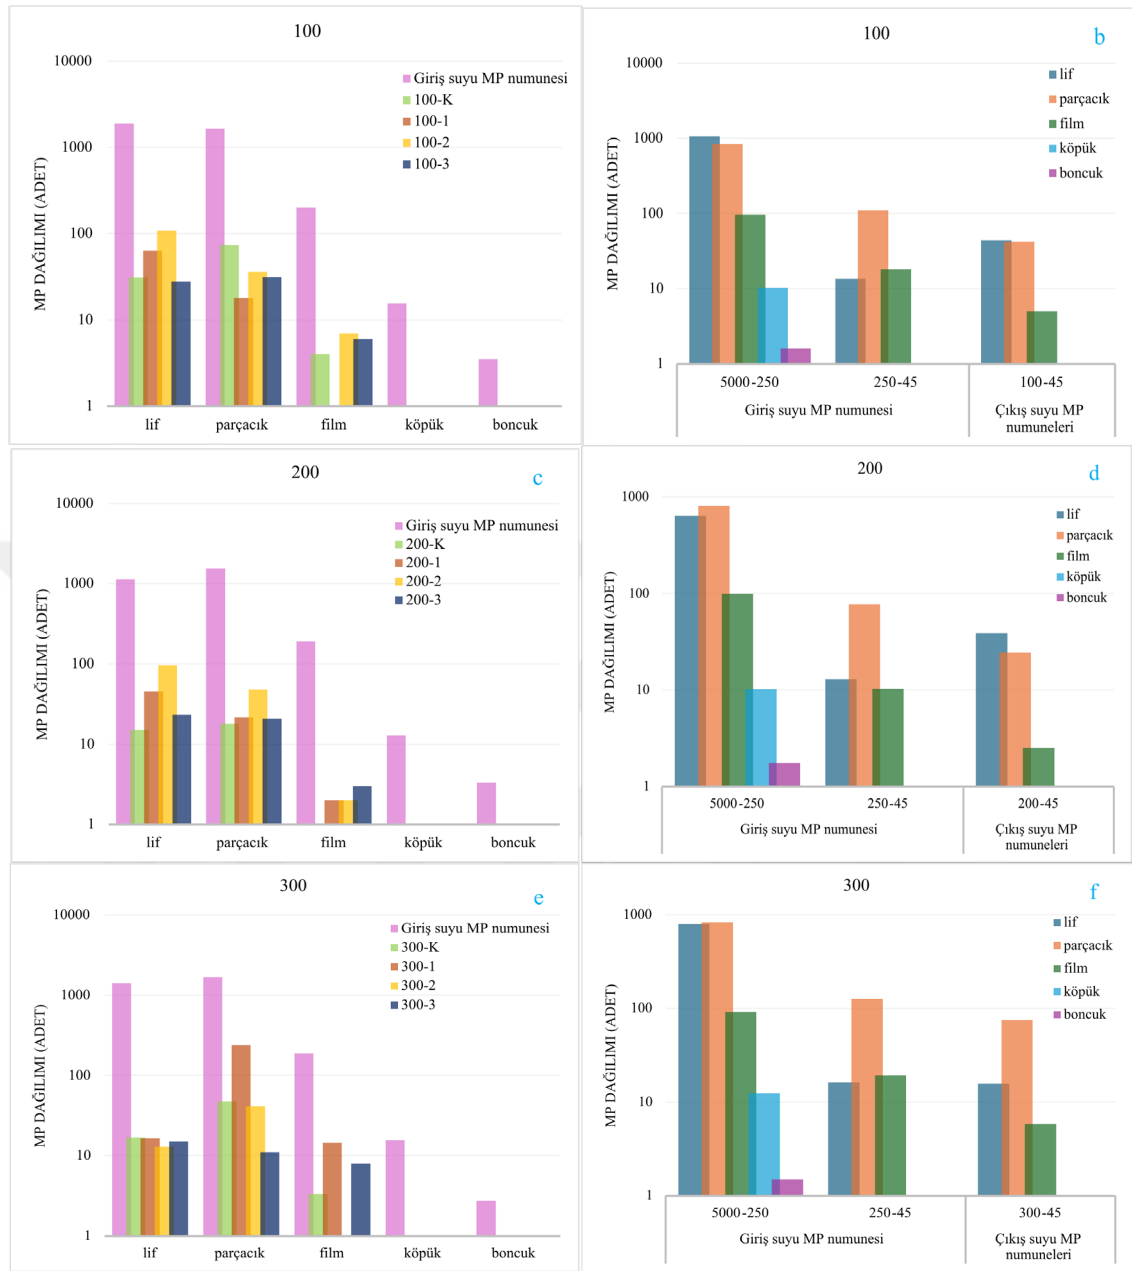 100
10000
1000
100
10
1
MP DAĞILIMI (ADET)
Giriş suyu MP numunesi
100-K
100-1
100-2
100-3
lif
parçacık
film
köpük
boncuk
100
b
10000
1000
100
10
1
MP DAĞILIMI (ADET)
lif
parçacık
film
köpük
boncuk
5000-250
250-45
100-45
Giriş suyu MP numunesi
Çıkış suyu MP
numuneleri
200
c
10000
1000
100
10
1
MP DAĞILIMI (ADET)
Giriş suyu MP numunesi
200-K
200-1
200-2
200-3
lif
parçacık
film
köpük
boncuk
200
d
1000
100
10
1
MP DAĞILIMI (ADET)
lif
parçacık
film
köpük
boncuk
5000-250
250-45
200-45
Giriş suyu MP numunesi
Çıkış suyu MP
numuneleri
300
e
10000
1000
100
10
1
MP DAĞILIMI (ADET)
Giriş suyu MP numunesi
300-K
300-1
300-2
300-3
lif
parçacık
film
köpük
boncuk
300
f
1000
100
10
1
MP DAĞILIMI (ADET)
lif
parçacık
film
köpük
boncuk
5000-250
250-45
300-45
Giriş suyu MP numunesi
Çıkış suyu MP
numuneleri